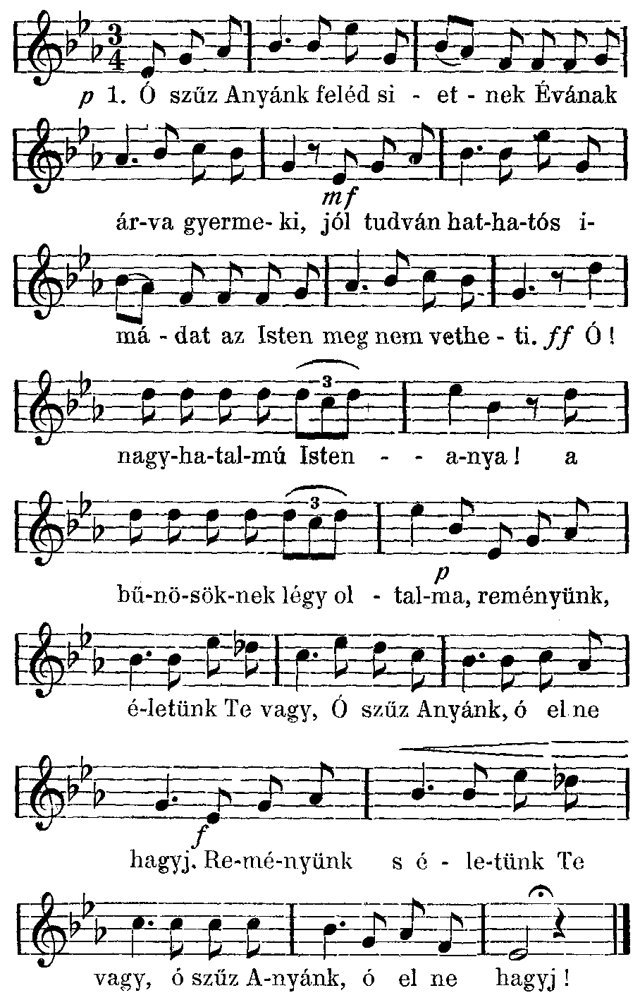 3
4
p 1. Ó szűz Anyánk feléd si - et - nek Évának
mf
ár-va gyerme- ki, jól tudván hat-ha-tós i-
má - dat az Isten meg nem vethe - ti. ff Ó !
3
nagy-ha-tal-mú Isten - - a-nya ! a
3
p
bű-nö-sök-nek légy ol - tal-ma, reményünk,
é-letünk Te vagy, Ó szűz Anyánk, ó el ne
f
hagyj. Re-mé-nyünk s é - le-tünk Te
vagy, ó szűz A-nyánk, ó el ne hagyj !